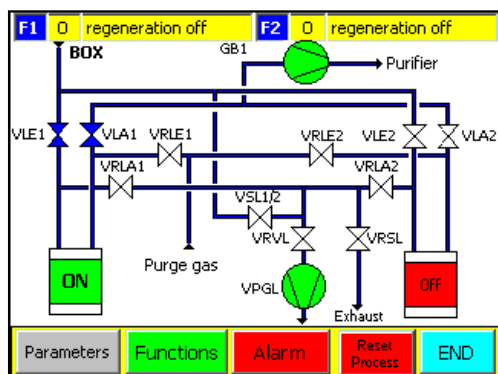 F1 0 regeneration off F2 0 regeneration off
BOX
GB1
Purifier
VLE1
VLA1
VRLE1
VRLE2
VLE2
VLA2
VRLA1
VRLA2
VSL1/2
VRVL
VRSL
Purge gas
VPGL
ON
OFF
Exhaust
Parameters
Functions
Alarm
Reset
Process
END